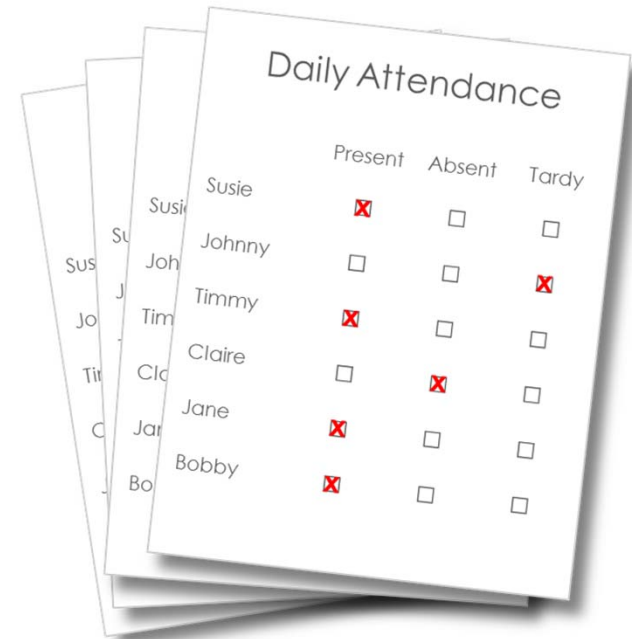 Daily Attendance
Present Absent Tardy
Susie
Johnny
Timmy
Claire
Jane
Bobby